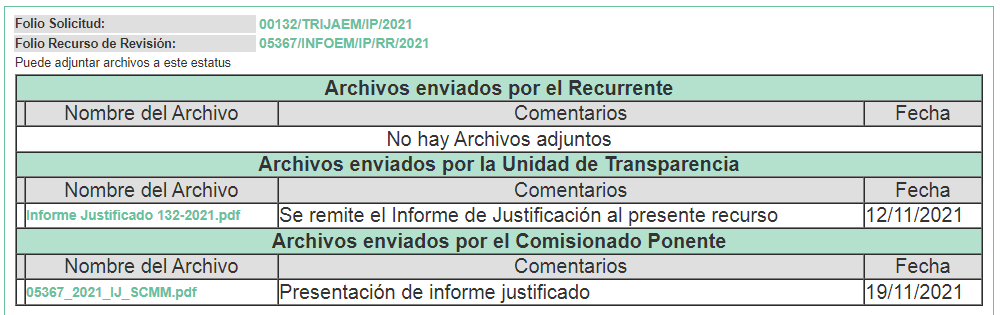 Folio Solicitud: 00132/TRIJAEM/IP/2021
Folio Recurso de Revisión: 05367/INFOEM/IP/RR/2021
Puede adjuntar archivos a este estatus
Archivos enviados por el Recurrente
Nombre del Archivo Comentarios Fecha
No hay Archivos adjuntos
Archivos enviados por la Unidad de Transparencia
Nombre del Archivo Comentarios Fecha
Informe Justificado 132-2021.pdf Se remite el Informe de Justificación al presente recurso 12/11/2021
Archivos enviados por el Comisionado Ponente
Nombre del Archivo Comentarios Fecha
05367_2021_IJ_SCMM.pdf Presentación de informe justificado 19/11/2021